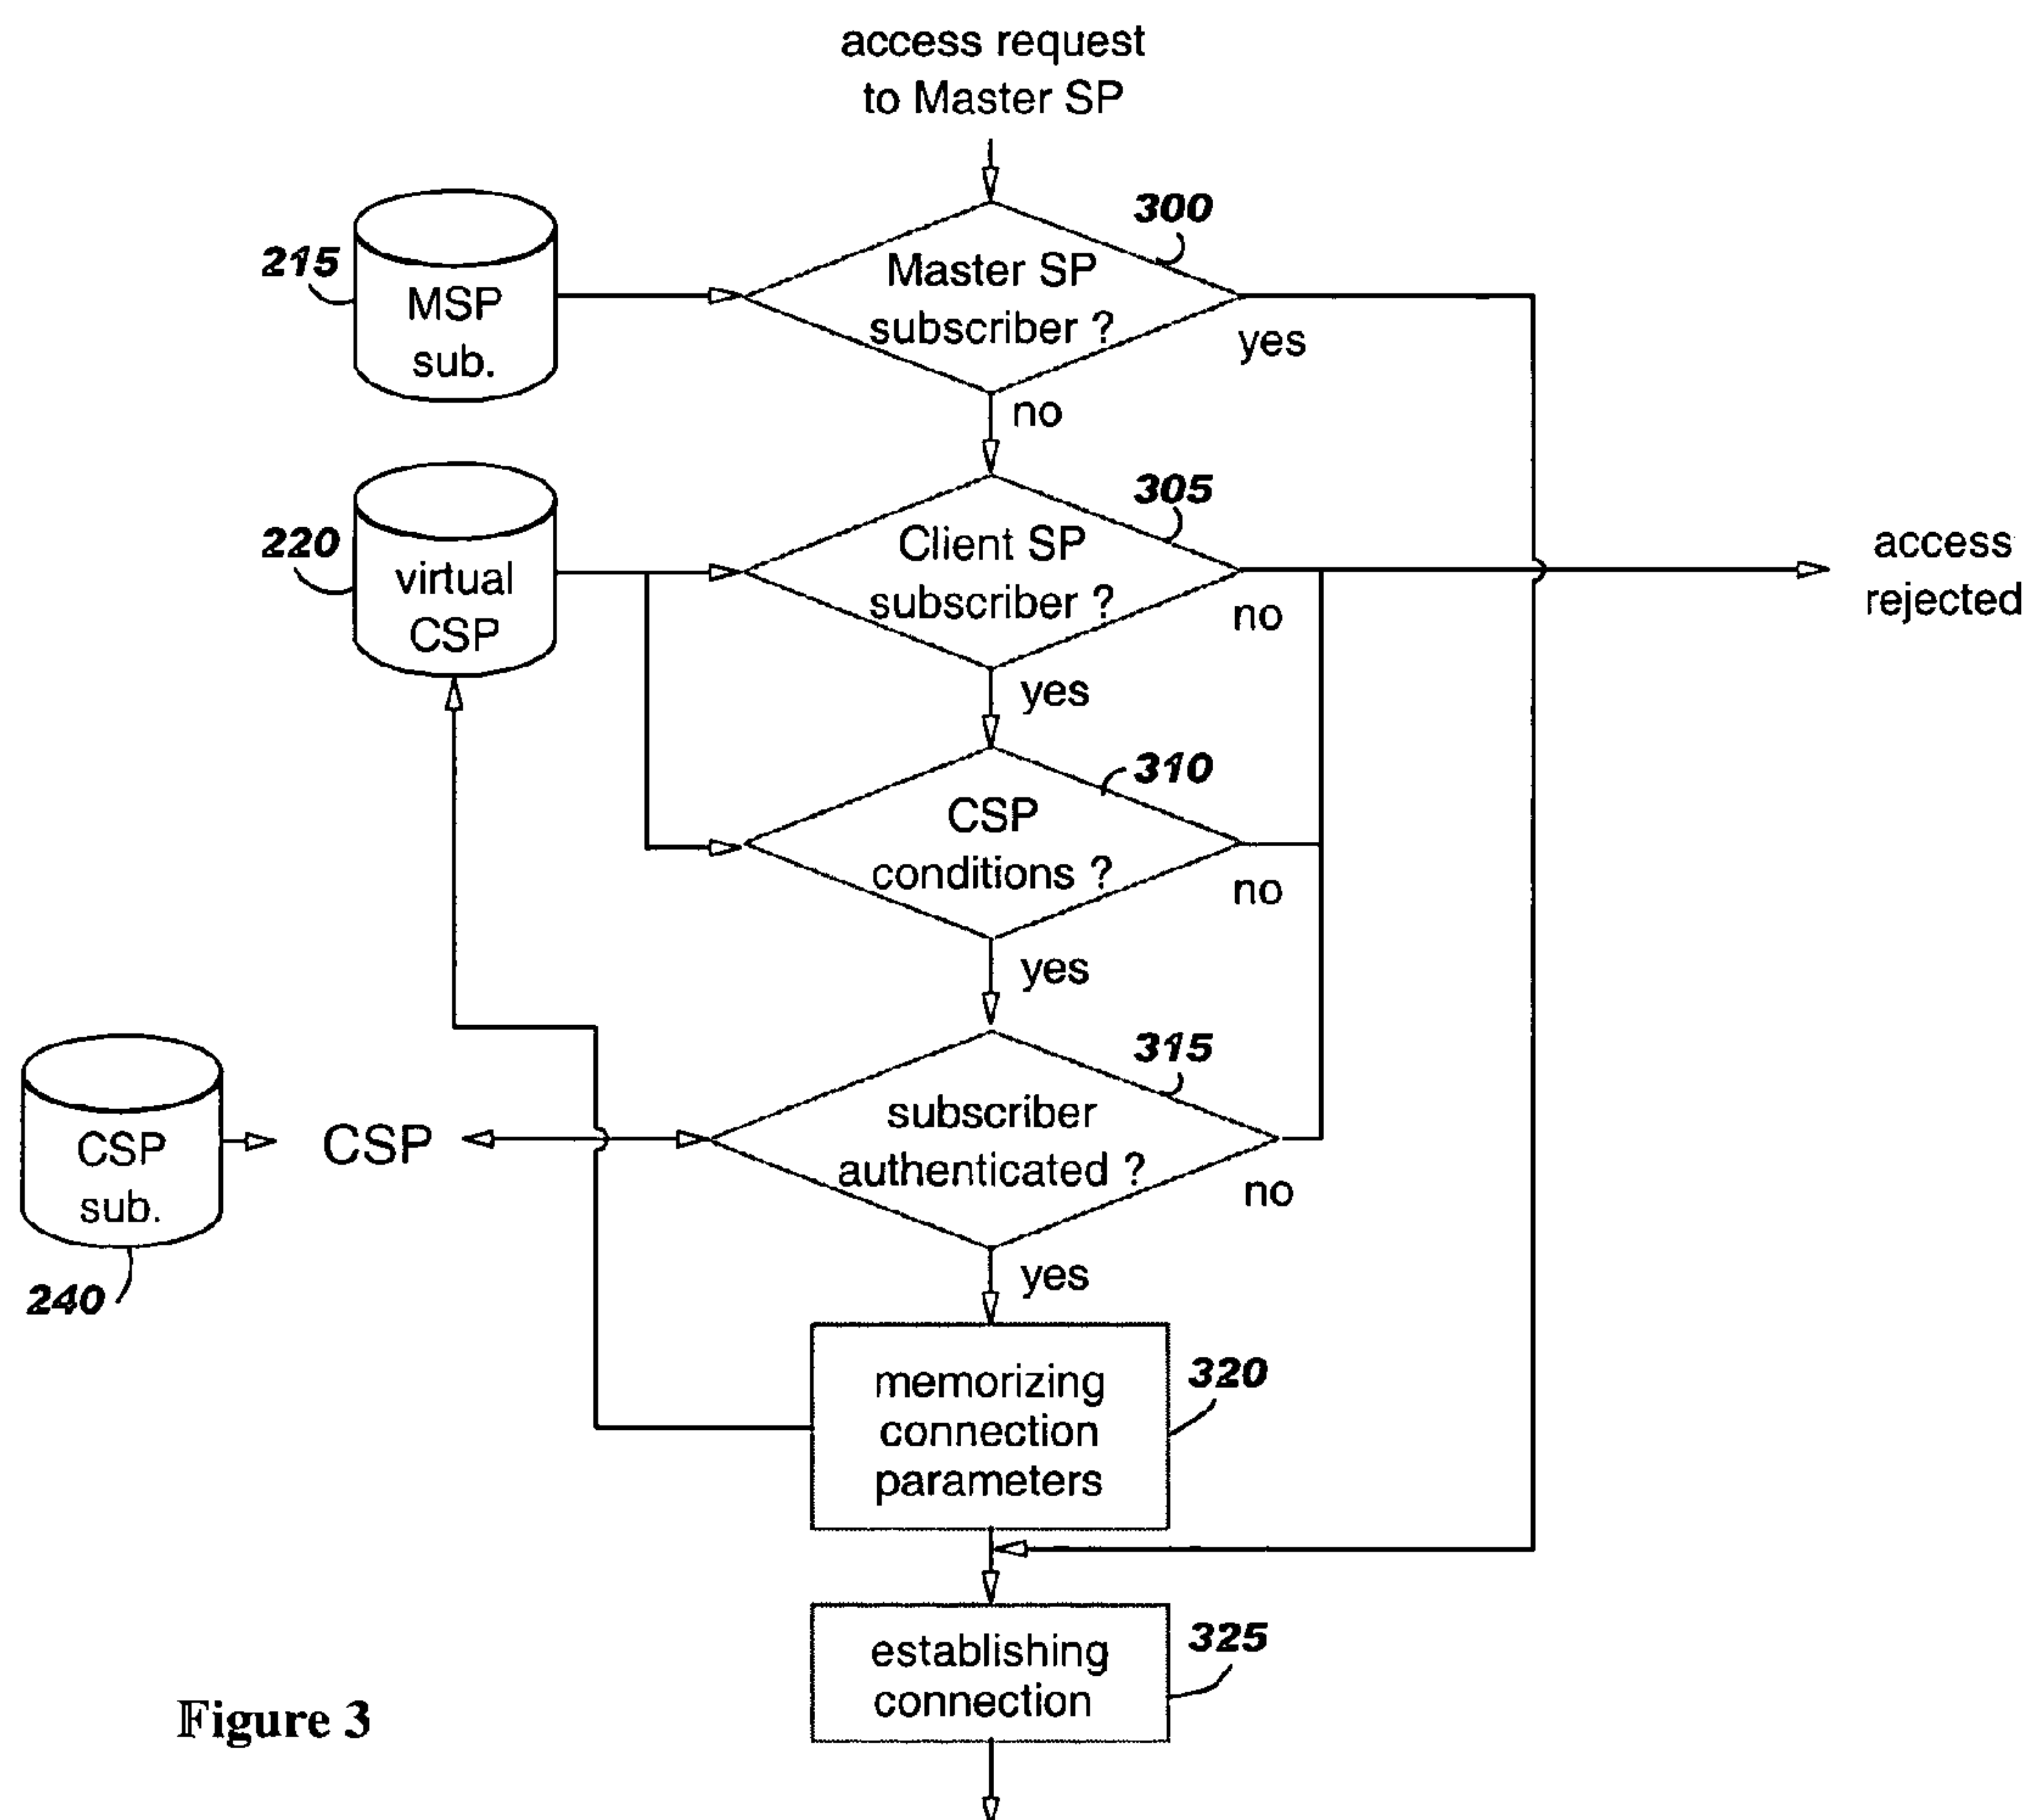 access request
to Master SP
300
Master SP
subscriber ?
yes
no
215
MSP
sub.
305
Client SP
subscriber ?
no
yes
access
rejected
220
virtual
CSP
310
CSP
conditions ?
no
yes
315
subscriber
authenticated ?
no
yes
CSP
CSP
sub.
240
memorizing
connection
parameters
320
establishing
connection
325
Figure 3